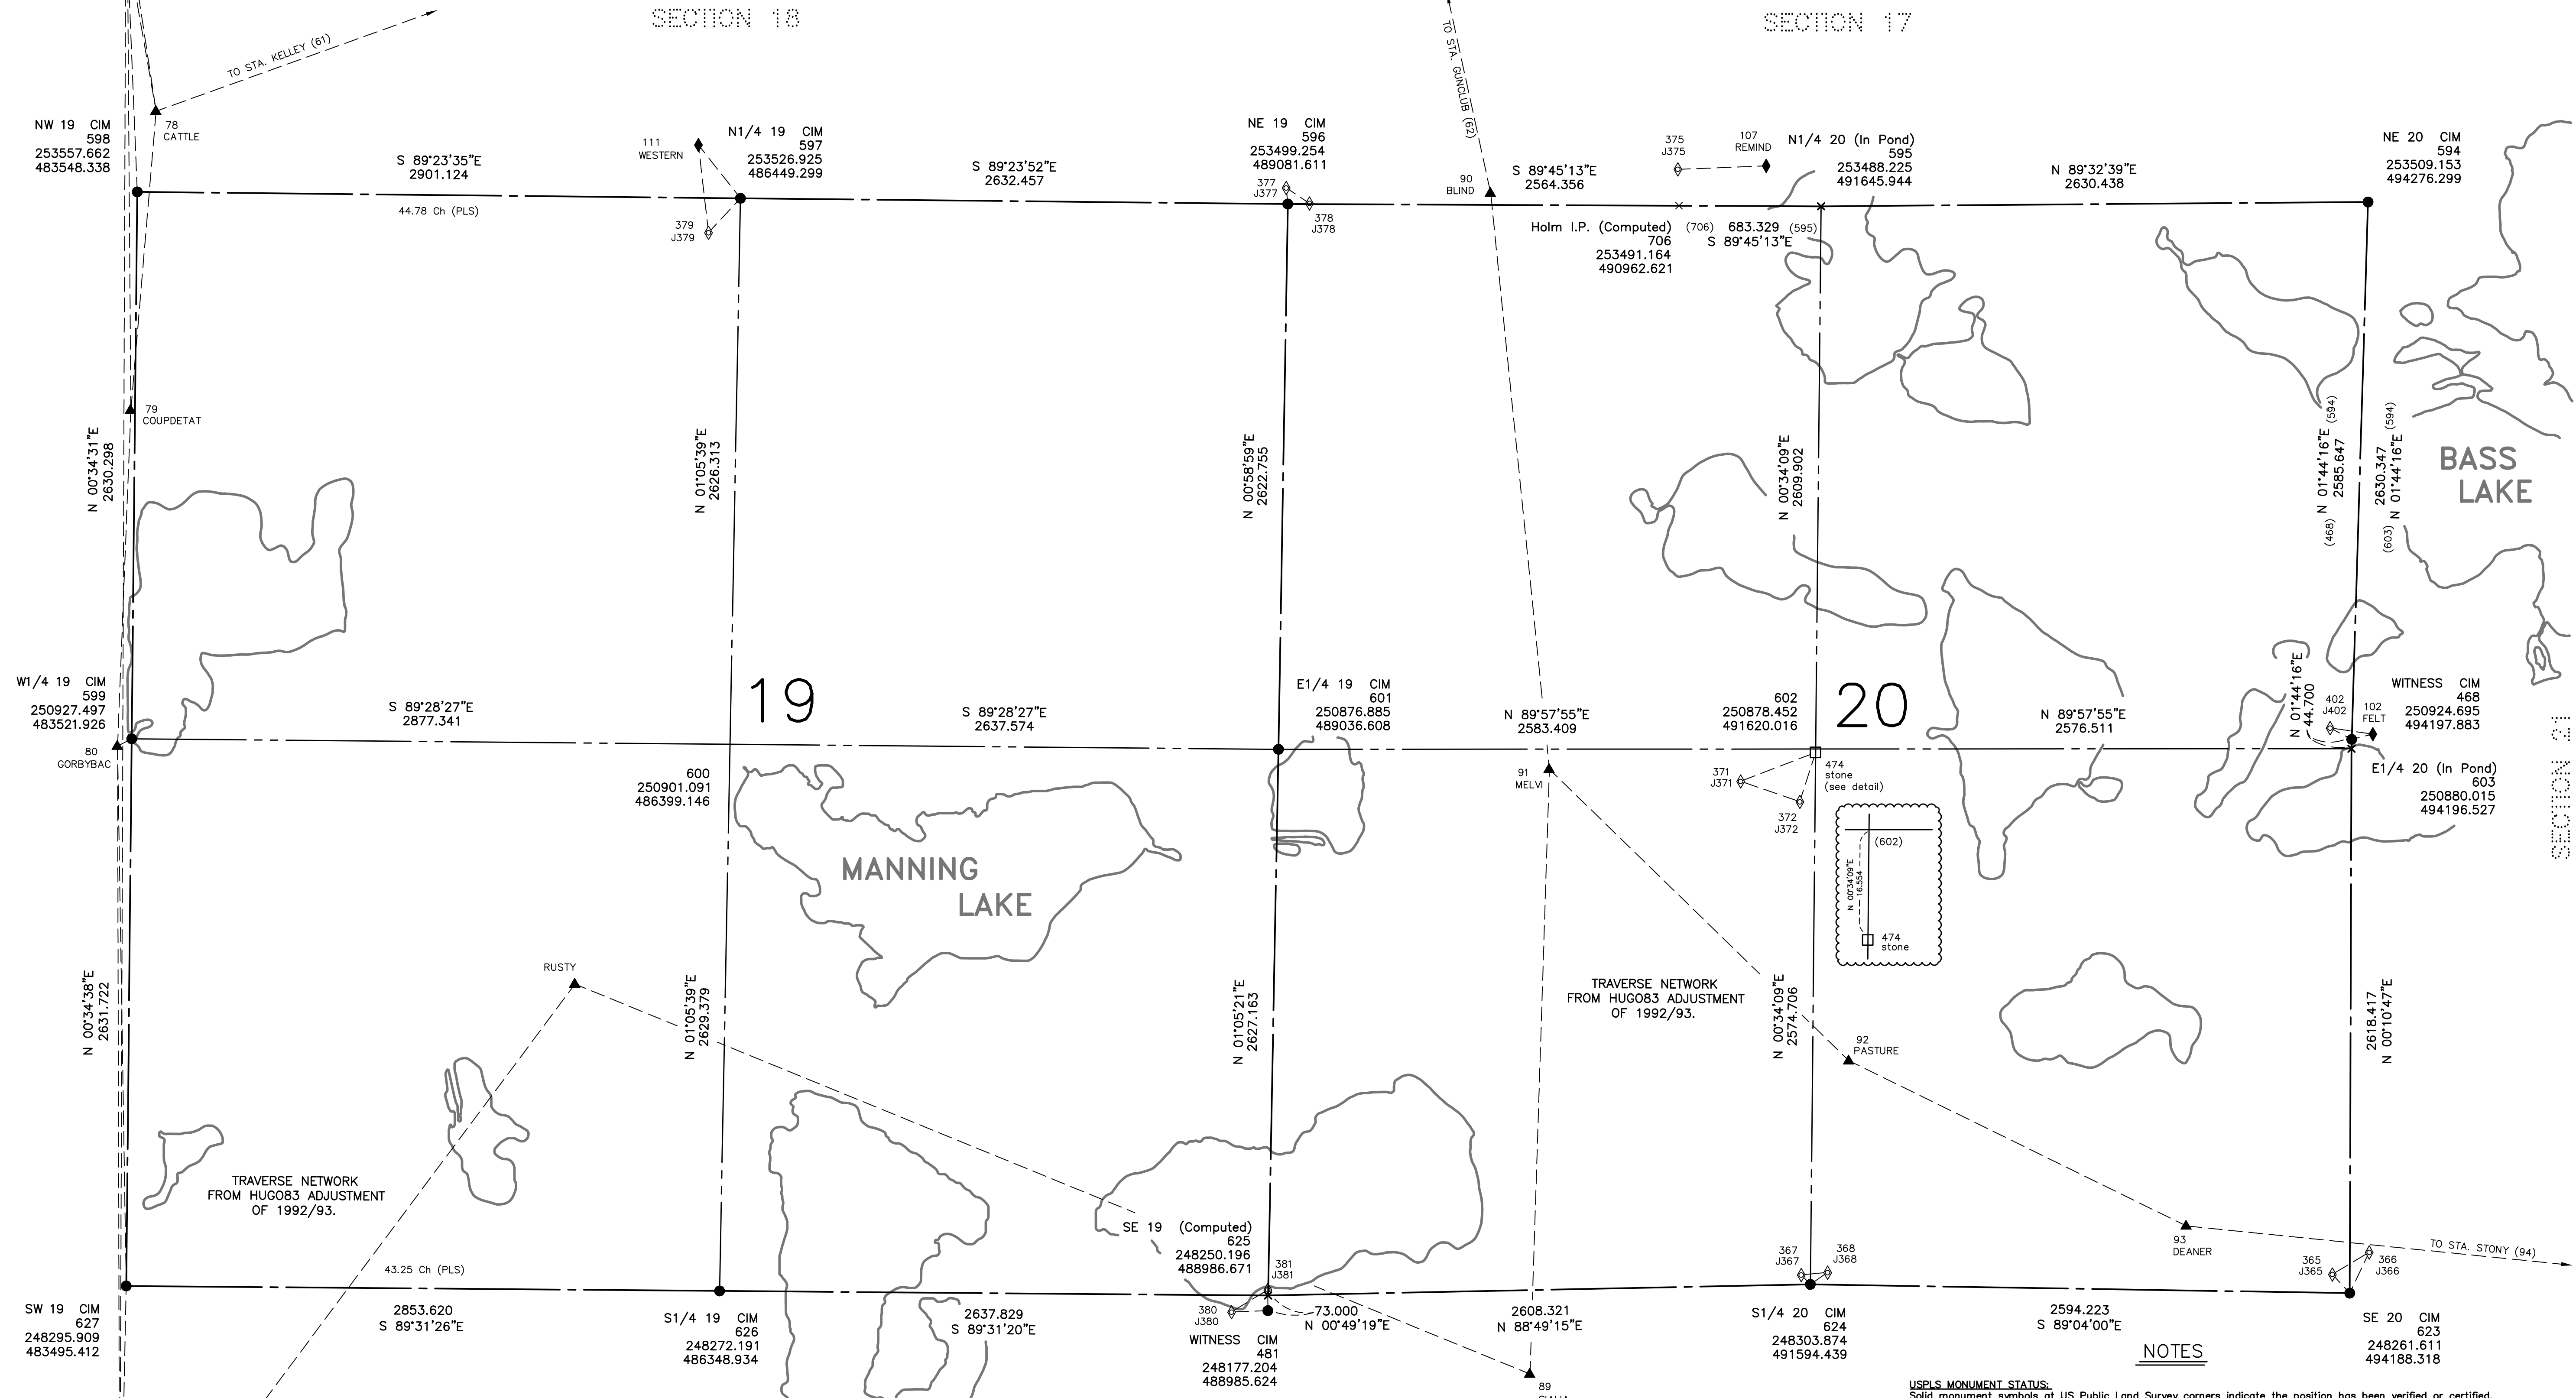 SECTION 18
SECTION 17
TO STA. KELLEY (61)
TO STA. GUNCLUB (62)
NW 19 CIM
598
253557.662
483548.338
78
CATTLE
S 89°23'35"E
2901.124
44.78 Ch (PLS)
111
WESTERN
N1/4 19 CIM
597
253526.925
486449.299
379
J379
S 89°23'52"E
2632.457
NE 19 CIM
596
253499.254
489081.611
377
J377
378
J378
90
BLIND
S 89°45'13"E
2564.356
375
J375
107
REMIND
N1/4 20 (In Pond)
595
253488.225
491645.944
Holm I.P. (Computed)
706
253491.164
490962.621
(706) 683.329 (595)
S 89°45'13"E
N 89°32'39"E
2630.438
NE 20 CIM
594
253509.153
494276.299
79
COUPDETAT
N 00°34'31"E
2630.298
N 01°05'39"E
2626.313
N 00°58'59"E
2622.755
N 00°34'09"E
2609.902
(468) N 01°44'16"E (594)
2585.647
2630.347
(603) N 01°44'16"E (594)
BASS
LAKE
W1/4 19 CIM
599
250927.497
483521.926
80
GORBYBAC
S 89°28'27"E
2877.341
19
S 89°28'27"E
2637.574
600
250901.091
486399.146
E1/4 19 CIM
601
250876.885
489036.608
N 89°57'55"E
2583.409
91
MELVI
602
250878.452
491620.016
20
N 89°57'55"E
2576.511
371
J371
372
J372
474
stone
(see detail)
(602)
N 00°34'09"E
16.554
474
stone
N 01°44'16"E
44.700
402
J402
102
FELT
WITNESS CIM
468
250924.695
494197.883
E1/4 20 (In Pond)
603
250880.015
494196.527
SECTION 21
MANNING
LAKE
RUSTY
N 00°34'38"E
2631.722
N 01°05'39"E
2629.379
N 01°05'21"E
2627.163
TRAVERSE NETWORK
FROM HUGO83 ADJUSTMENT
OF 1992/93.
N 00°34'09"E
2574.706
92
PASTURE
2618.417
N 00°10'47"E
TRAVERSE NETWORK
FROM HUGO83 ADJUSTMENT
OF 1992/93.
SE 19 (Computed)
625
248250.196
488986.671
381
J381
380
J380
367
J367
368
J368
93
DEANER
TO STA. STONY (94)
365
J365
366
J366
43.25 Ch (PLS)
SW 19 CIM
627
248295.909
483495.412
2853.620
S 89°31'26"E
S1/4 19 CIM
626
248272.191
486348.934
2637.829
S 89°31'20"E
WITNESS CIM
481
248177.204
488985.624
73.000
N 00°49'19"E
2608.321
N 88°49'15"E
89
S1/4 20 CIM
624
248303.874
491594.439
2594.223
S 89°04'00"E
SE 20 CIM
623
248261.611
494188.318
NOTES
USPLS MONUMENT STATUS:
Solid monument symbols at US Public Land Survey corners indicate the position has been verified or certified.